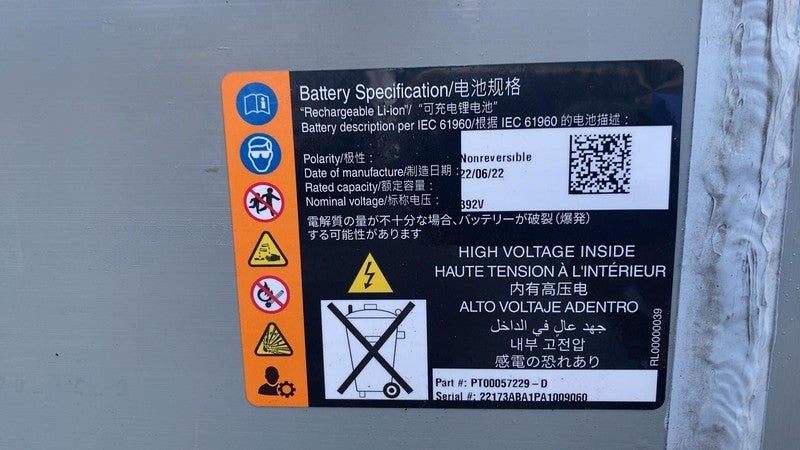 Battery Specification/电池规格
"Rechargeable Li-ion"/ "可充电锂电池"
Battery description per IEC 61960/根据 IEC 61960 的电池描述：
Polarity/极性： Nonreversible
Date of manufacture/制造日期： 22/06/22
Rated capacity/额定容量：
Nominal voltage/标称电压： 392V
電解質の量が不十分な場合、バッテリーが破裂（爆発）
する可能性があります
HIGH VOLTAGE INSIDE
HAUTE TENSION À L'INTÉRIEUR
内有高压电
ALTO VOLTAJE ADENTRO
جهد عالٍ في الداخل
내부 고전압
感電の恐れあり
RL00000039
Part #: PT00057229-D
Serial #: 22173ABA1PA1009060